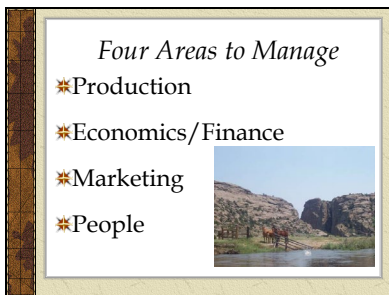 Four Areas to Manage
Production
Economics/Finance
Marketing
People